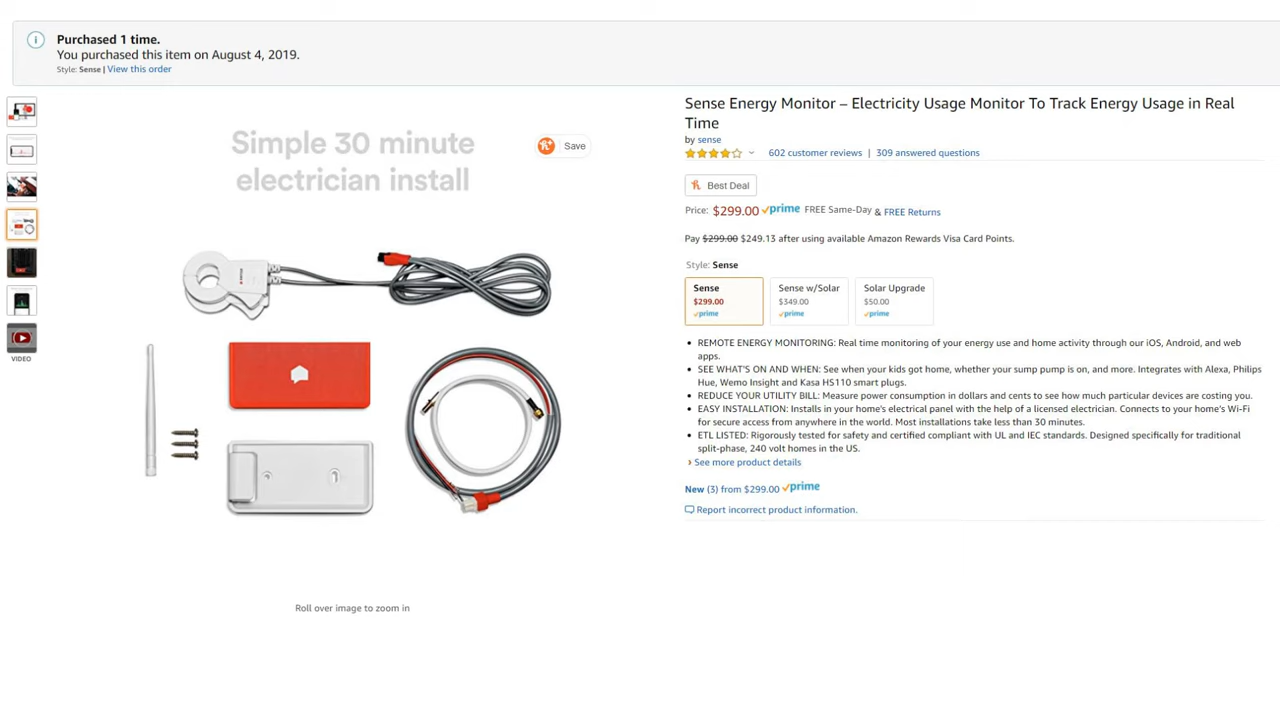 Purchased 1 time.
You purchased this item on August 4, 2019.
Style: Sense | View this order
Simple 30 minute
electrician install
Save
VIDEO
Roll over image to zoom in
Sense Energy Monitor – Electricity Usage Monitor To Track Energy Usage in Real
Time
by sense
602 customer reviews | 309 answered questions
Best Deal
Price: $299.00 prime FREE Same-Day & FREE Returns
Pay $299.00 $249.13 after using available Amazon Rewards Visa Card Points.
Style: Sense
Sense Sense w/Solar Solar Upgrade
$299.00 $349.00 $50.00
prime prime prime
• REMOTE ENERGY MONITORING: Real time monitoring of your energy use and home activity through our iOS, Android, and web
apps.
• SEE WHAT'S ON AND WHEN: See when your kids got home, whether your sump pump is on, and more. Integrates with Alexa, Philips
Hue, Wemo Insight and Kasa HS110 smart plugs.
• REDUCE YOUR UTILITY BILL: Measure power consumption in dollars and cents to see how much particular devices are costing you.
• EASY INSTALLATION: Installs in your home's electrical panel with the help of a licensed electrician. Connects to your home's Wi-Fi
for secure access from anywhere in the world. Most installations take less than 30 minutes.
• ETL LISTED: Rigorously tested for safety and certified compliant with UL and IEC standards. Designed specifically for traditional
split-phase, 240 volt homes in the US.
› See more product details
New (3) from $299.00 prime
Report incorrect product information.